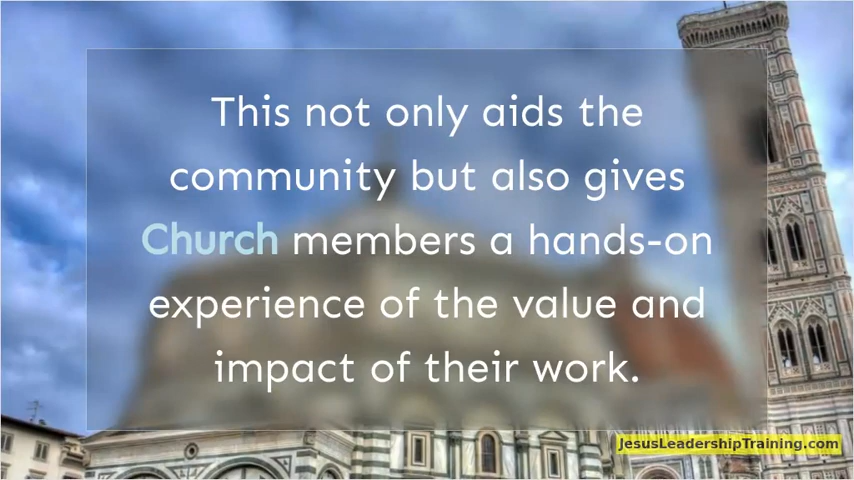 This not only aids the
community but also gives
Church members a hands-on
experience of the value and
impact of their work.
JesusLeadershipTraining.com